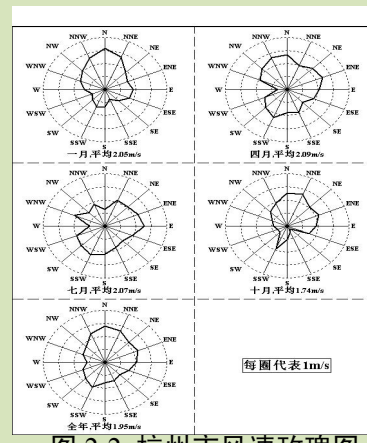 N
NNW NNE
NW NE
WNW ENE
W E
WSW ESE
SW SE
SSW SSE
S
一月,平均2.05m/s
N
NNW NNE
NW NE
WNW ENE
W E
WSW ESE
SW SE
SSW SSE
S
四月,平均2.09m/s
N
NNW NNE
NW NE
WNW ENE
W E
WSW ESE
SW SE
SSW SSE
S
七月,平均2.07m/s
N
NNW NNE
NW NE
WNW ENE
W E
WSW ESE
SW SE
SSW SSE
S
十月,平均1.74m/s
N
NNW NNE
NW NE
WNW ENE
W E
WSW ESE
SW SE
SSW SSE
S
全年,平均1.95m/s
每圈代表1m/s
图 2-2 杭州市风速玫瑰图